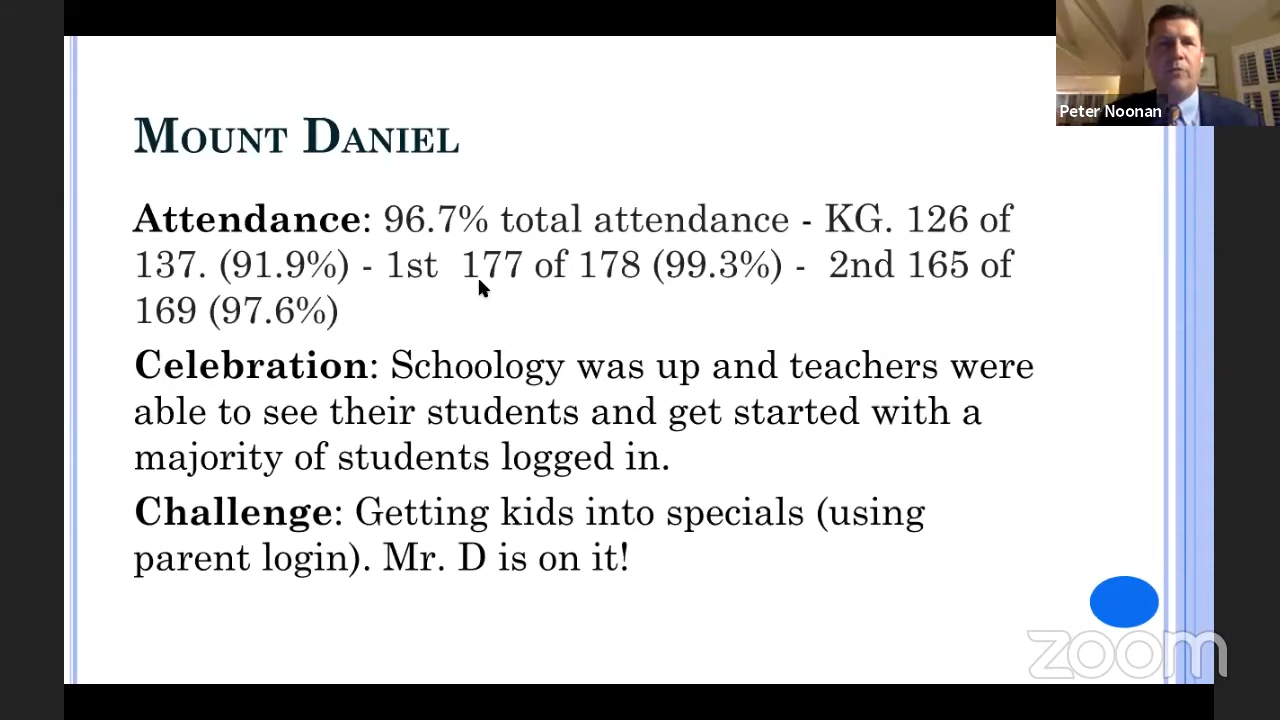 Peter Noonan
MOUNT DANIEL
Attendance: 96.7% total attendance - KG. 126 of
137. (91.9%) - 1st 177 of 178 (99.3%) - 2nd 165 of
169 (97.6%)
Celebration: Schoology was up and teachers were
able to see their students and get started with a
majority of students logged in.
Challenge: Getting kids into specials (using
parent login). Mr. D is on it!
zoom